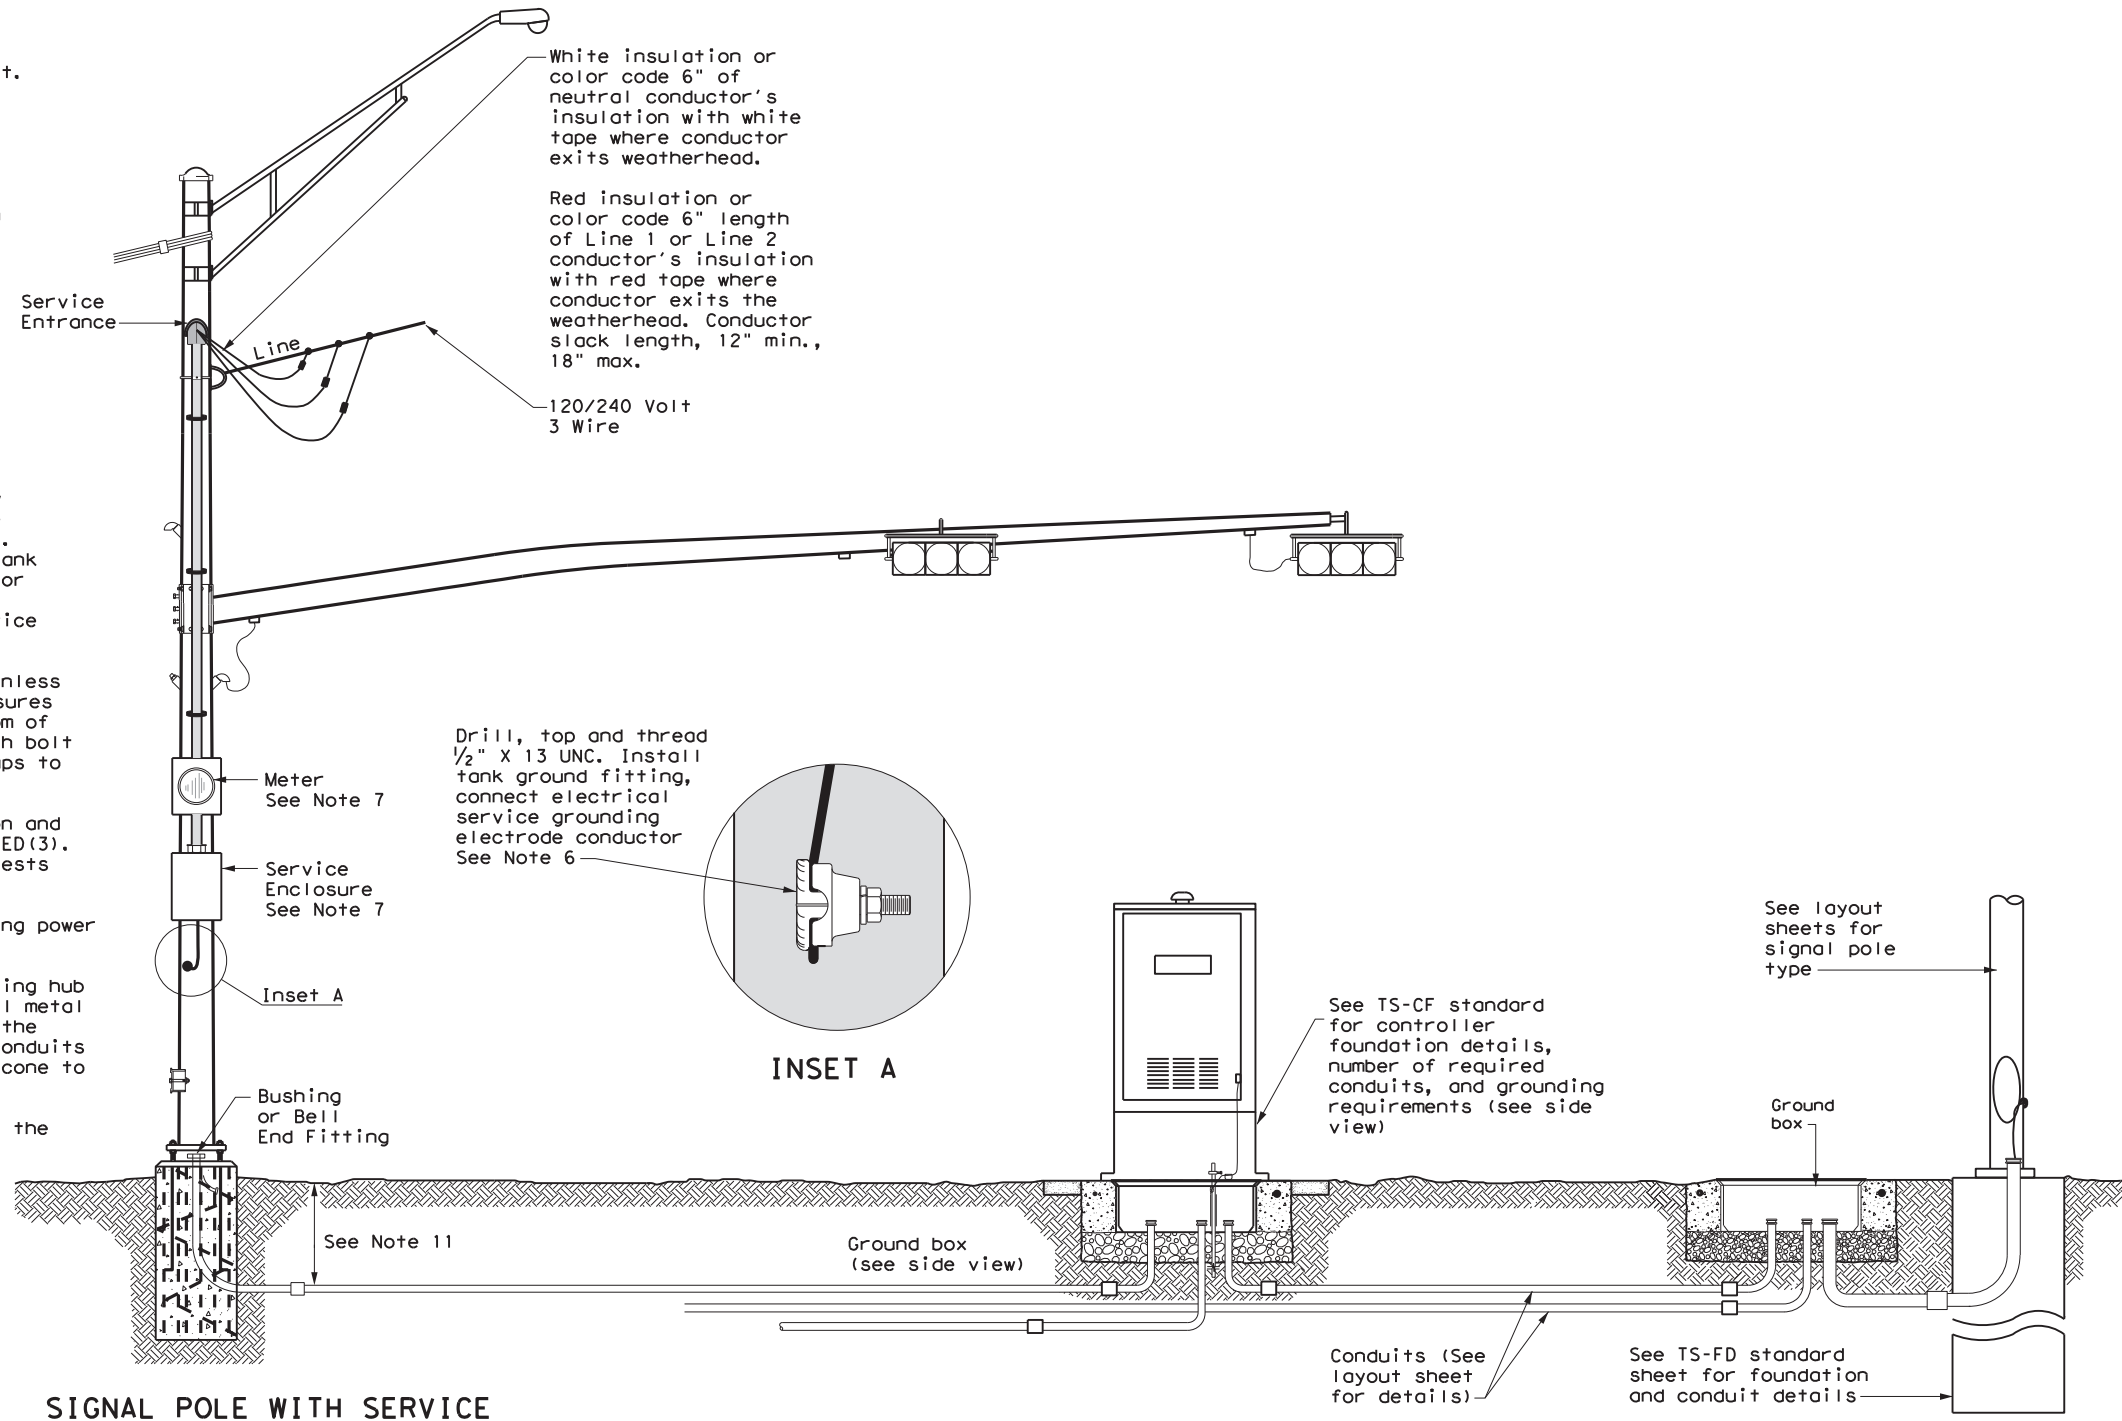 t.
ank
or
ice
nless
sures
m of
h bolt
ps to
n and
ED(3).
ests
ng power
ing hub
l metal
the
onduits
cone to
the
White insulation or
color code 6" of
neutral conductor's
insulation with white
tape where conductor
exits weatherhead.
Red insulation or
color code 6" length
of Line 1 or Line 2
conductor's insulation
with red tape where
conductor exits the
weatherhead. Conductor
slack length, 12" min.,
18" max.
Service
Entrance
Line
120/240 Volt
3 Wire
Meter
See Note 7
Service
Enclosure
See Note 7
Inset A
Bushing
or Bell
End Fitting
See Note 11
Drill, top and thread
½" X 13 UNC. Install
tank ground fitting,
connect electrical
service grounding
electrode conductor
See Note 6
INSET A
Ground box
(see side view)
See TS-CF standard
for controller
foundation details,
number of required
conduits, and grounding
requirements (see side
view)
See layout
sheets for
signal pole
type
Ground
box
Conduits (See
layout sheet
for details)
See TS-FD standard
sheet for foundation
and conduit details
SIGNAL POLE WITH SERVICE